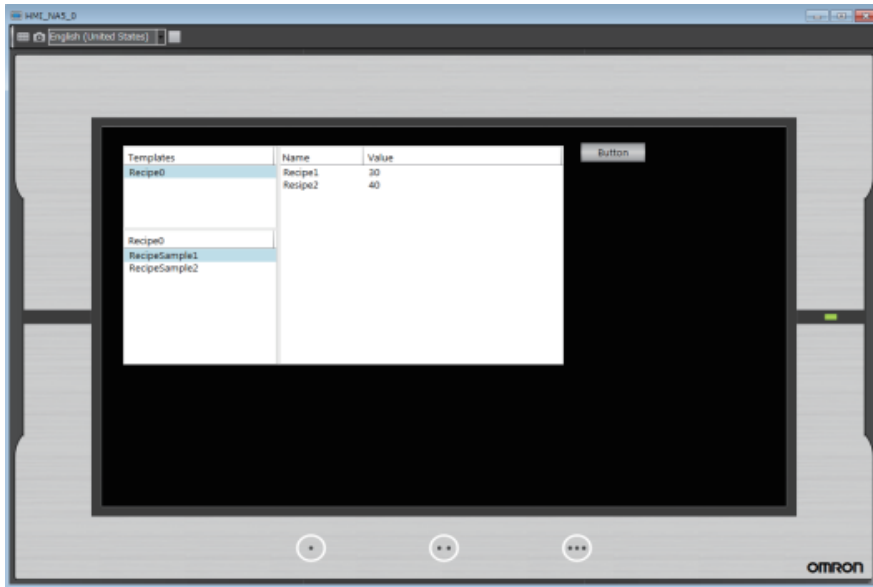 HMI_NA5_0
English (United States)
Templates
Recipe0
Name Value
Recipe1 30
Resipe2 40
Button
Recipe0
RecipeSample1
RecipeSample2
OMRON